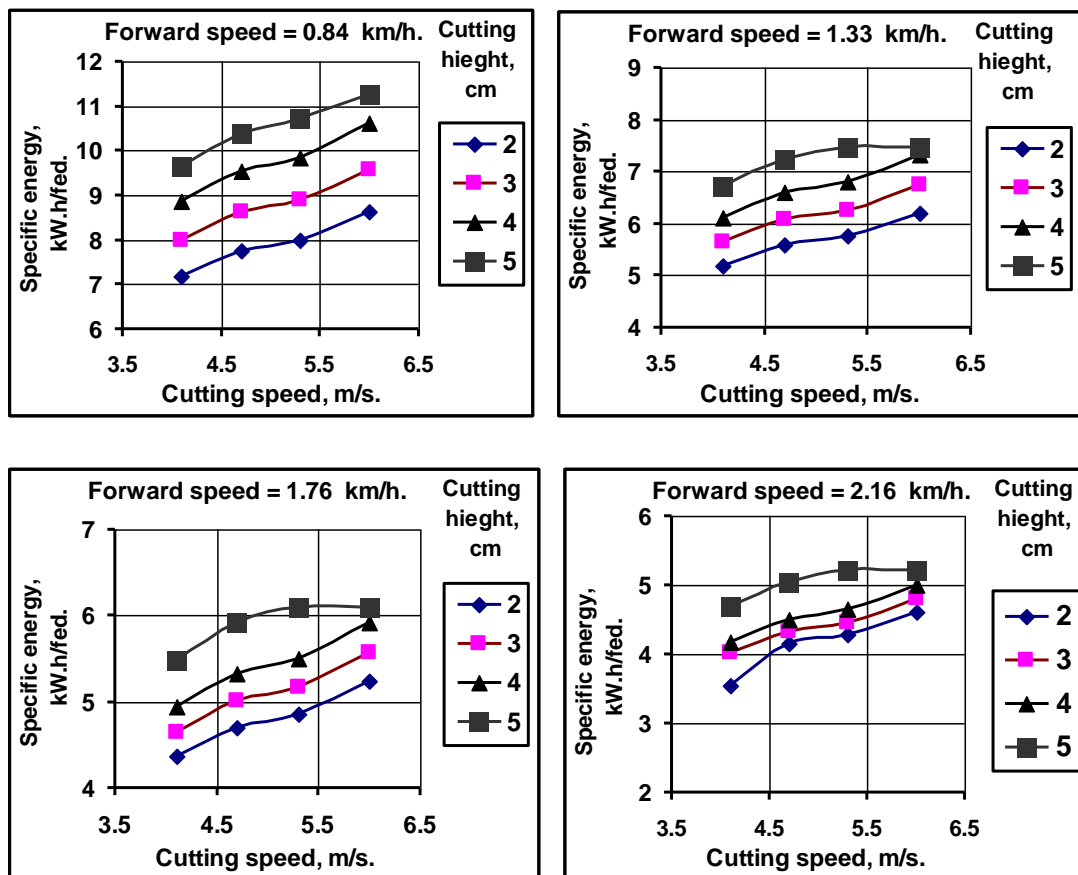 Forward speed = 0.84 km/h.
Cutting
hieght,
cm
Specific energy,
kW.h/fed.
12
11
10
9
8
7
6
3.5 4.5 5.5 6.5
Cutting speed, m/s.
2
3
4
5
Forward speed = 1.33 km/h.
Cutting
hieght,
cm
Specific energy,
kW.h/fed.
9
8
7
6
5
4
3.5 4.5 5.5 6.5
Cutting speed, m/s.
2
3
4
5
Forward speed = 1.76 km/h.
Cutting
hieght,
cm
Specific energy,
kW.h/fed.
7
6
5
4
3.5 4.5 5.5 6.5
Cutting speed, m/s.
2
3
4
5
Forward speed = 2.16 km/h.
Cutting
hieght,
cm
Specific energy,
kW.h/fed.
6
5
4
3
2
3.5 4.5 5.5 6.5
Cutting speed, m/s.
2
3
4
5